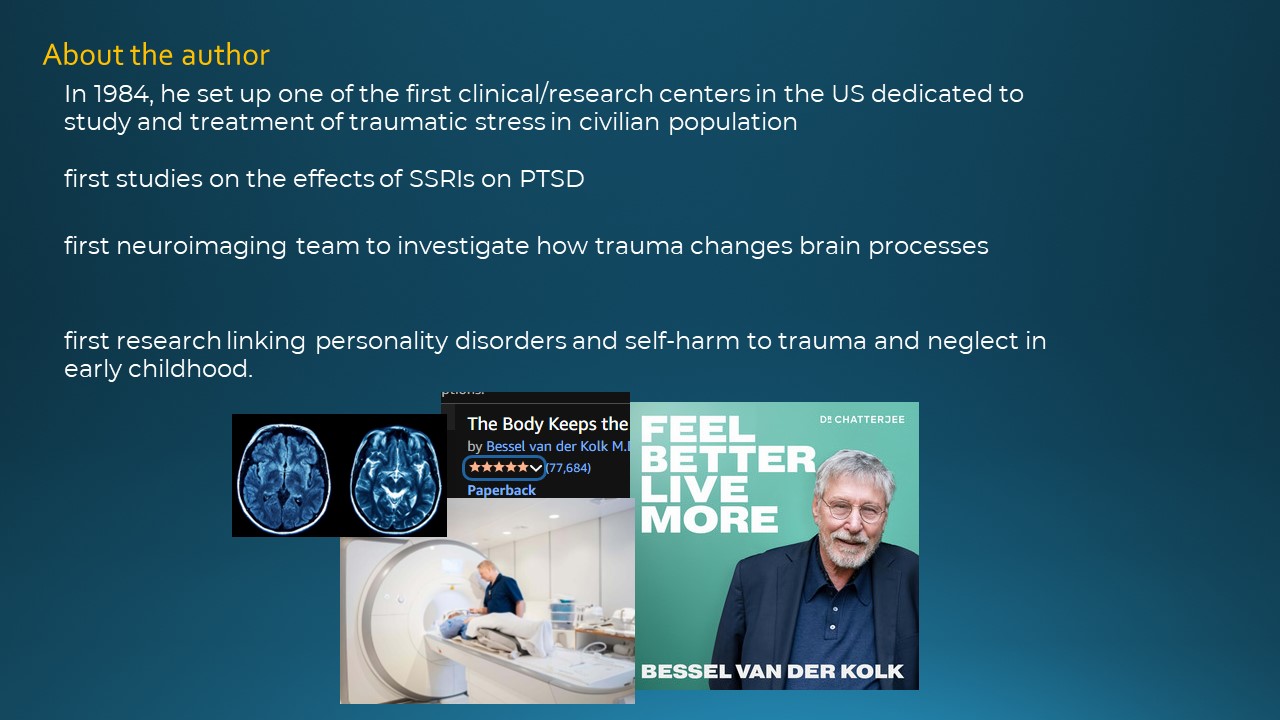 About the author
In 1984, he set up one of the first clinical/research centers in the US dedicated to
study and treatment of traumatic stress in civilian population
first studies on the effects of SSRIs on PTSD
first neuroimaging team to investigate how trauma changes brain processes
first research linking personality disorders and self-harm to trauma and neglect in
early childhood.
The Body Keeps the
by Bessel van der Kolk M.
(77,684)
Paperback
DR CHATTERJEE
FEEL
BETTER
LIVE
MORE
BESSEL VAN DER KOLK